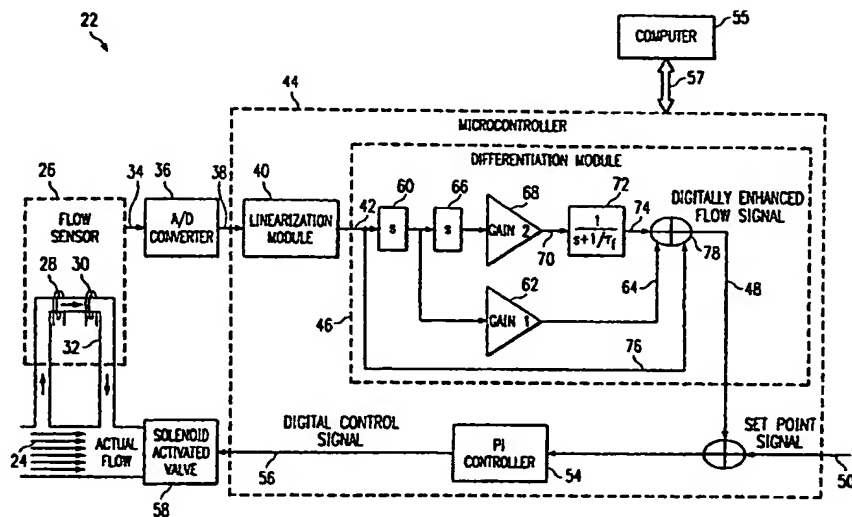 22
COMPUTER
55
57
44
MICROCONTROLLER
DIFFERENTIATION MODULE
26
34
36
38
40
42
60
66
68
72
74
FLOW
SENSOR
A/D
CONVERTER
LINEARIZATION
MODULE
s
s
GAIN 2
70
1
s+1/τf
DIGITALLY ENHANCED
FLOW SIGNAL
78
28
30
32
46
62
GAIN 1
64
76
48
24
ACTUAL
FLOW
SOLENOID
ACTIVATED
VALVE
58
DIGITAL CONTROL
SIGNAL
56
PI
CONTROLLER
54
SET POINT
SIGNAL
50